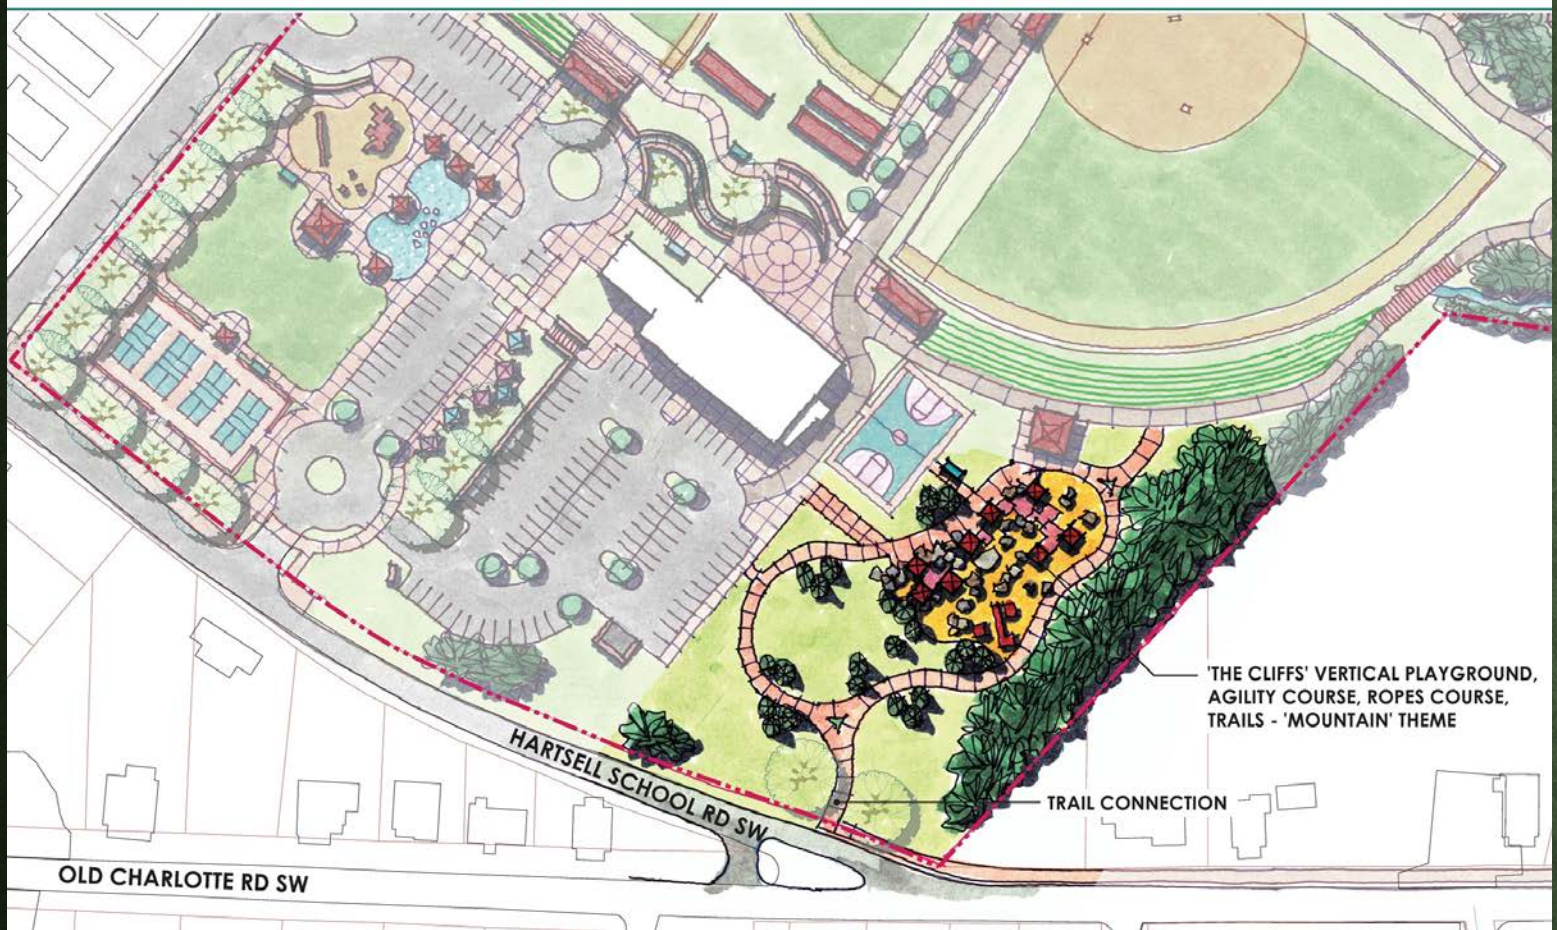 'THE CLIFFS' VERTICAL PLAYGROUND,
AGILITY COURSE, ROPES COURSE,
TRAILS - 'MOUNTAIN' THEME
HARTSELL SCHOOL RD SW
TRAIL CONNECTION
OLD CHARLOTTE RD SW